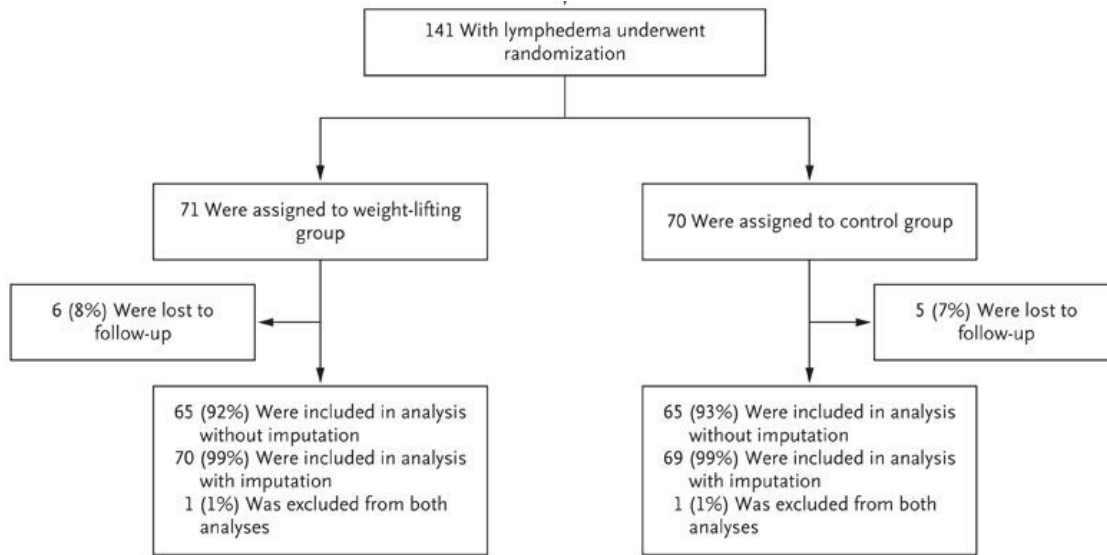 141 With lymphedema underwent
randomization
71 Were assigned to weight-lifting
group
70 Were assigned to control group
6 (8%) Were lost to
follow-up
5 (7%) Were lost to
follow-up
65 (92%) Were included in analysis
without imputation
70 (99%) Were included in analysis
with imputation
1 (1%) Was excluded from both
analyses
65 (93%) Were included in analysis
without imputation
69 (99%) Were included in analysis
with imputation
1 (1%) Was excluded from both
analyses